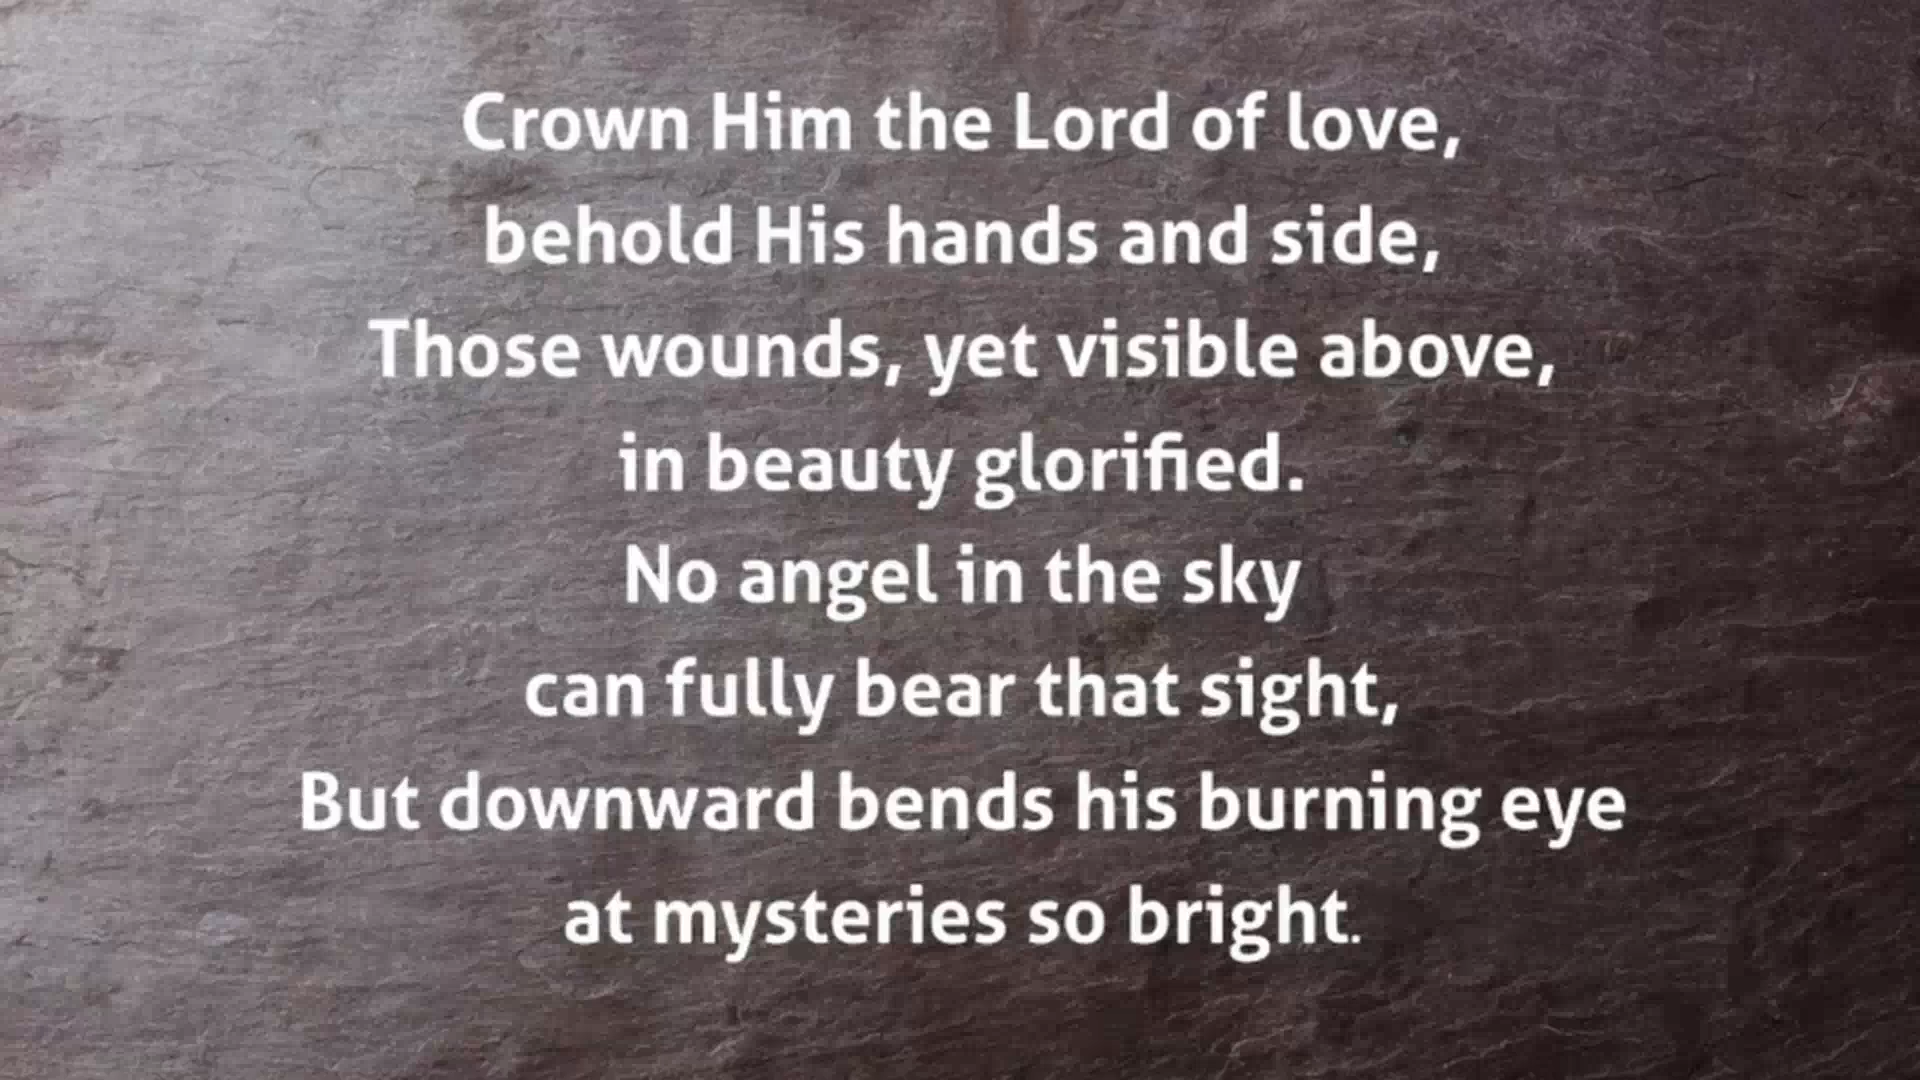 Crown Him the Lord of love,
behold His hands and side,
Those wounds, yet visible above,
in beauty glorified.
No angel in the sky
can fully bear that sight,
But downward bends his burning eye
at mysteries so bright.